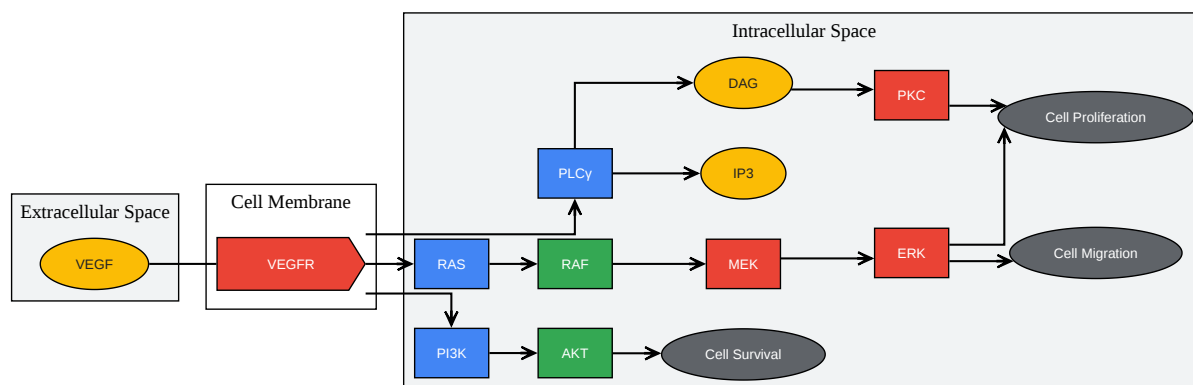 Intracellular Space
DAG
PKC
Cell Proliferation
PLCγ
IP3
Cell Membrane
Extracellular Space
VEGF
VEGFR
RAS
RAF
MEK
ERK
Cell Migration
PI3K
AKT
Cell Survival